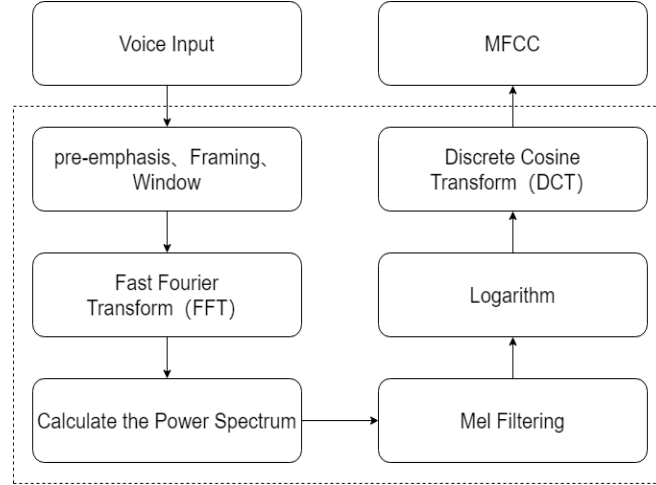 Voice Input
pre-emphasis、Framing、
Window
Fast Fourier
Transform（FFT）
Calculate the Power Spectrum
Mel Filtering
Logarithm
Discrete Cosine
Transform（DCT）
MFCC